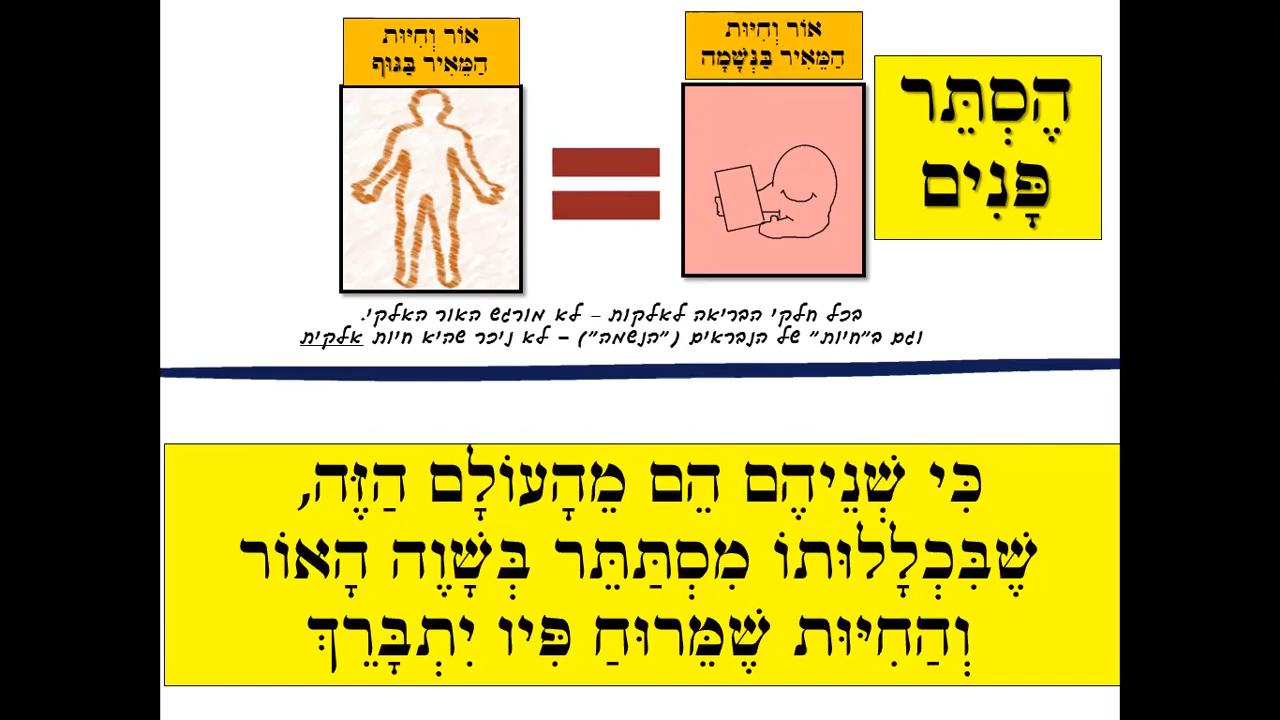 הֶסְתֵּר
פָּנִים
אוֹר וְחִיּוּת
הַמֵּאִיר בַּנְּשָׁמָה
אוֹר וְחִיּוּת
הַמֵּאִיר בַּגּוּף
בכל חלקי הבריאה לאלקות – לא מורגש האור האלקי.
וגם ב"חיות" של הנבראים ("הנשמה") – לא ניכר שהיא חיות אלקית
כִּי שְׁנֵיהֶם הֵם מֵהָעוֹלָם הַזֶּה,
שֶׁבִּכְלָלוּתוֹ מִסְתַּתֵּר בְּשָׁוֶה הָאוֹר
וְהַחִיּוּת שֶׁמֵּרוּחַ פִּיו יִתְבָּרֵךְ